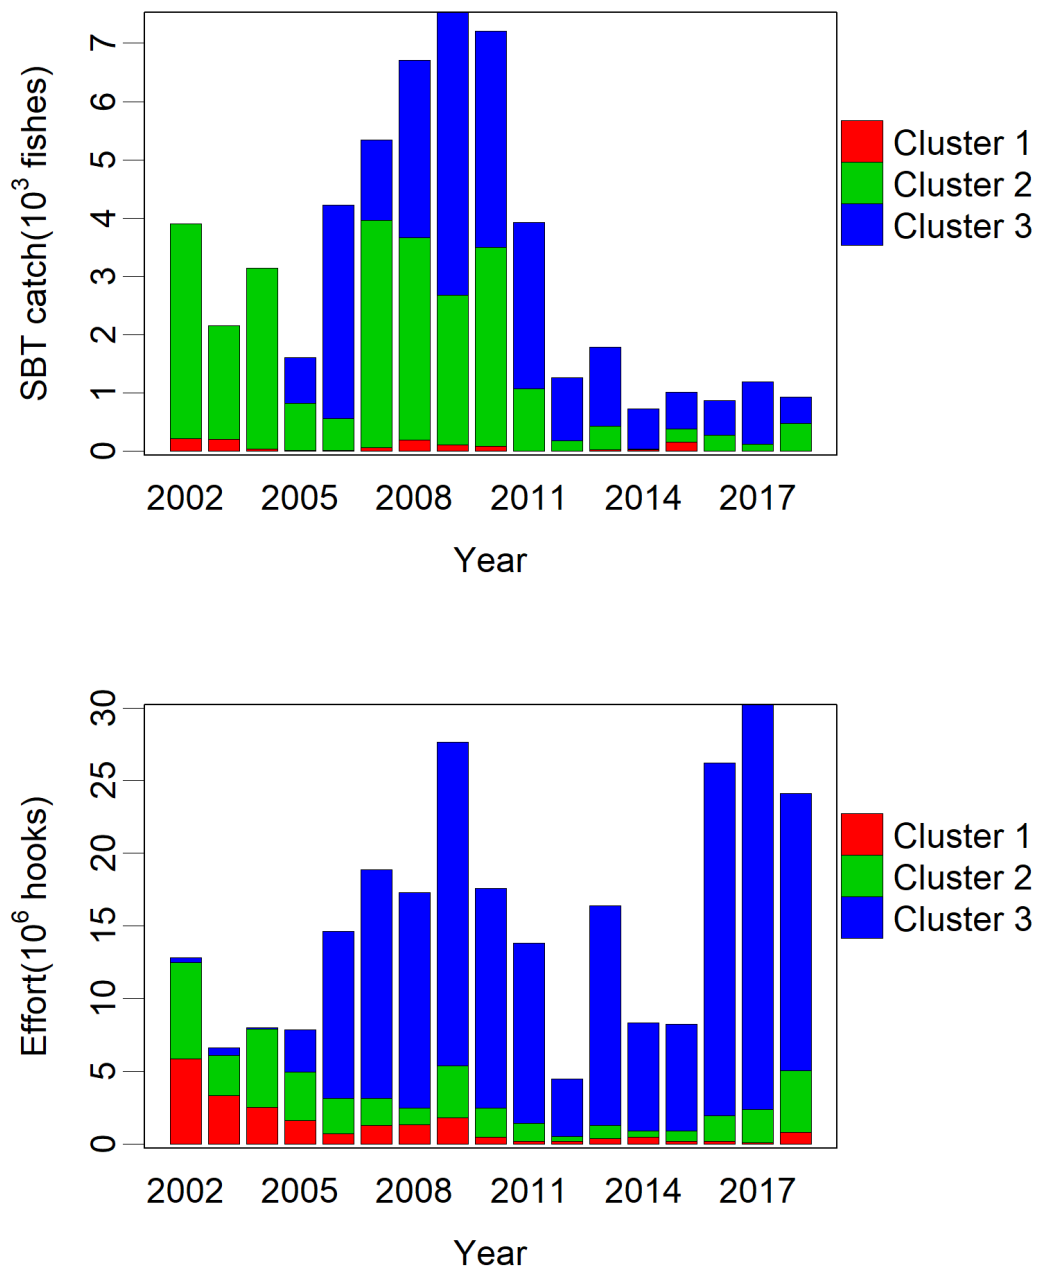 SBT catch(10³ fishes)
7
6
5
4
3
2
1
0
2002 2005 2008 2011 2014 2017
Year
Cluster 1
Cluster 2
Cluster 3
Effort(10⁶ hooks)
30
25
20
15
10
5
0
2002 2005 2008 2011 2014 2017
Year
Cluster 1
Cluster 2
Cluster 3